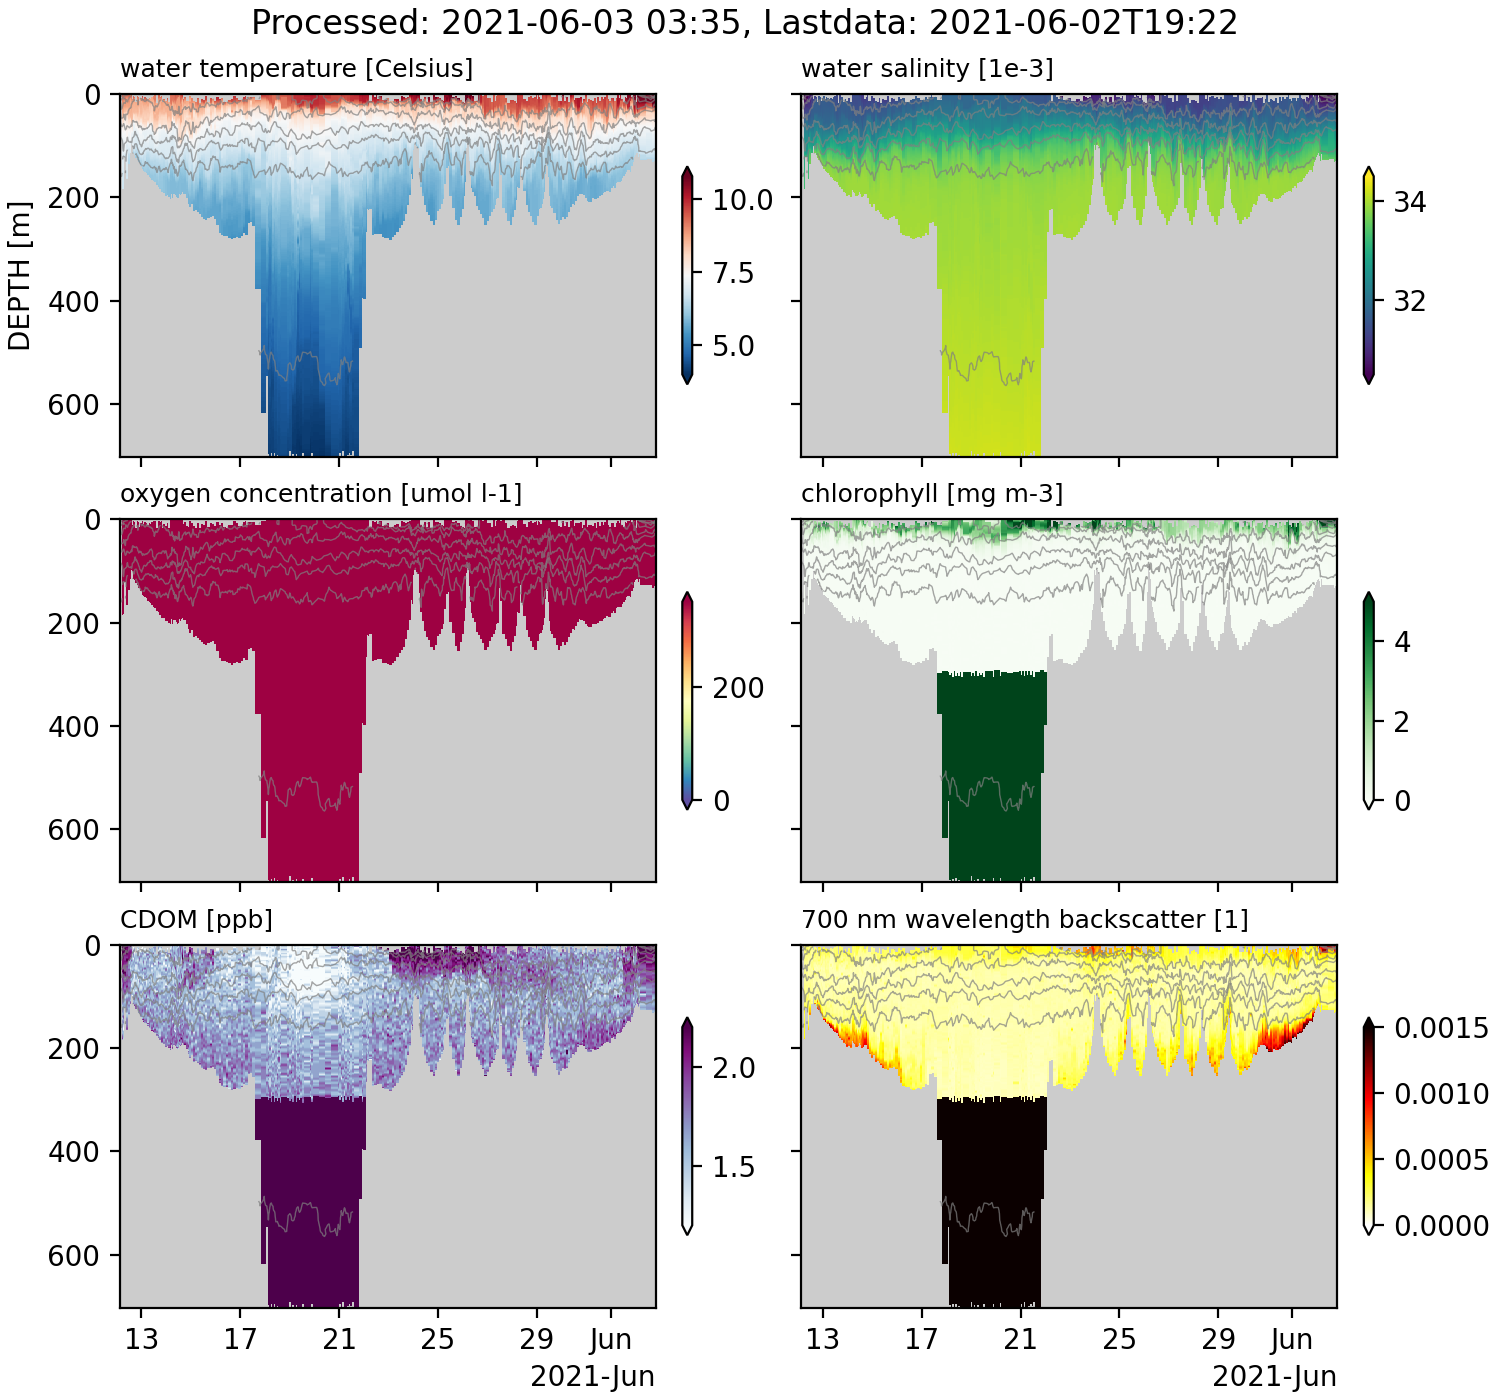 Processed: 2021-06-03 03:35, Lastdata: 2021-06-02T19:22
water temperature [Celsius]
water salinity [1e-3]
0
200
400
600
DEPTH [m]
10.0
7.5
5.0
34
32
oxygen concentration [umol l-1]
chlorophyll [mg m-3]
0
200
400
600
200
0
4
2
0
CDOM [ppb]
700 nm wavelength backscatter [1]
0
200
400
600
2.0
1.5
0.0015
0.0010
0.0005
0.0000
13 17 21 25 29 Jun
2021-Jun
13 17 21 25 29 Jun
2021-Jun